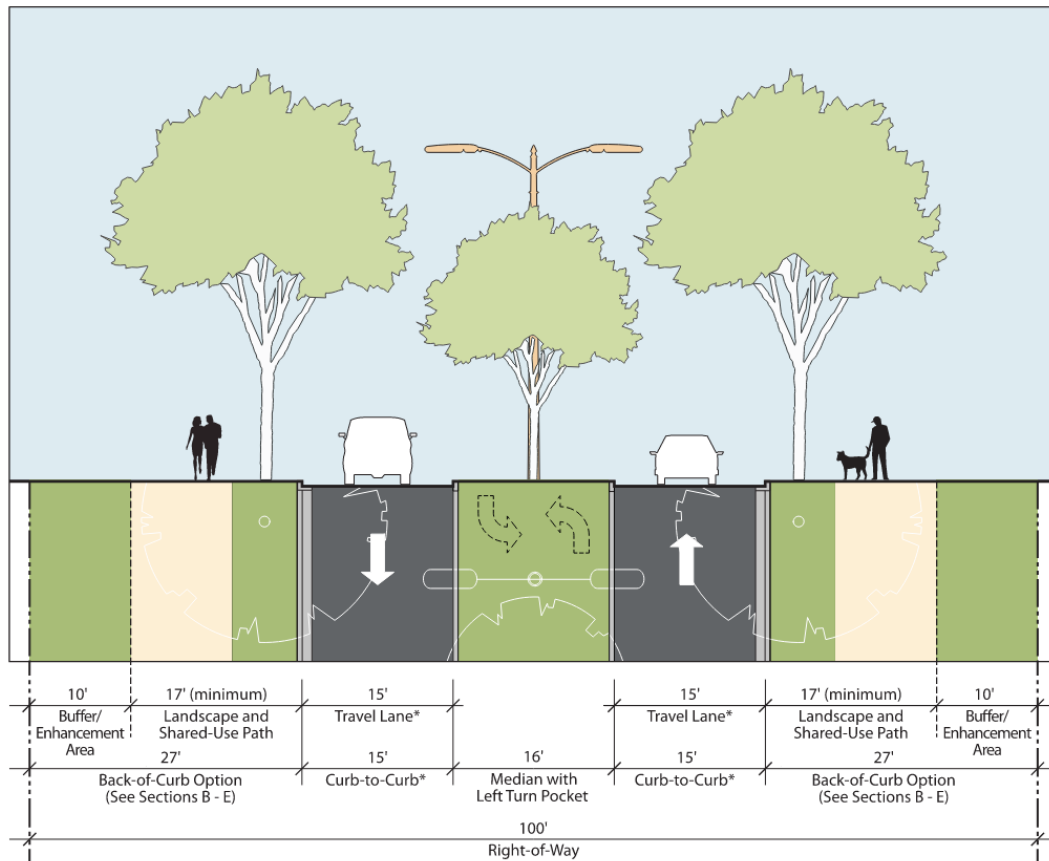 10' 17' (minimum) 15' 15' 17' (minimum) 10'
Buffer/ Landscape and Travel Lane* Travel Lane* Landscape and Buffer/
Enhancement Shared-Use Path Shared-Use Path Enhancement
Area Area
27' 15' 16' 15' 27'
Back-of-Curb Option Curb-to-Curb* Median with Curb-to-Curb* Back-of-Curb Option
(See Sections B - E) Left Turn Pocket (See Sections B - E)
100'
Right-of-Way